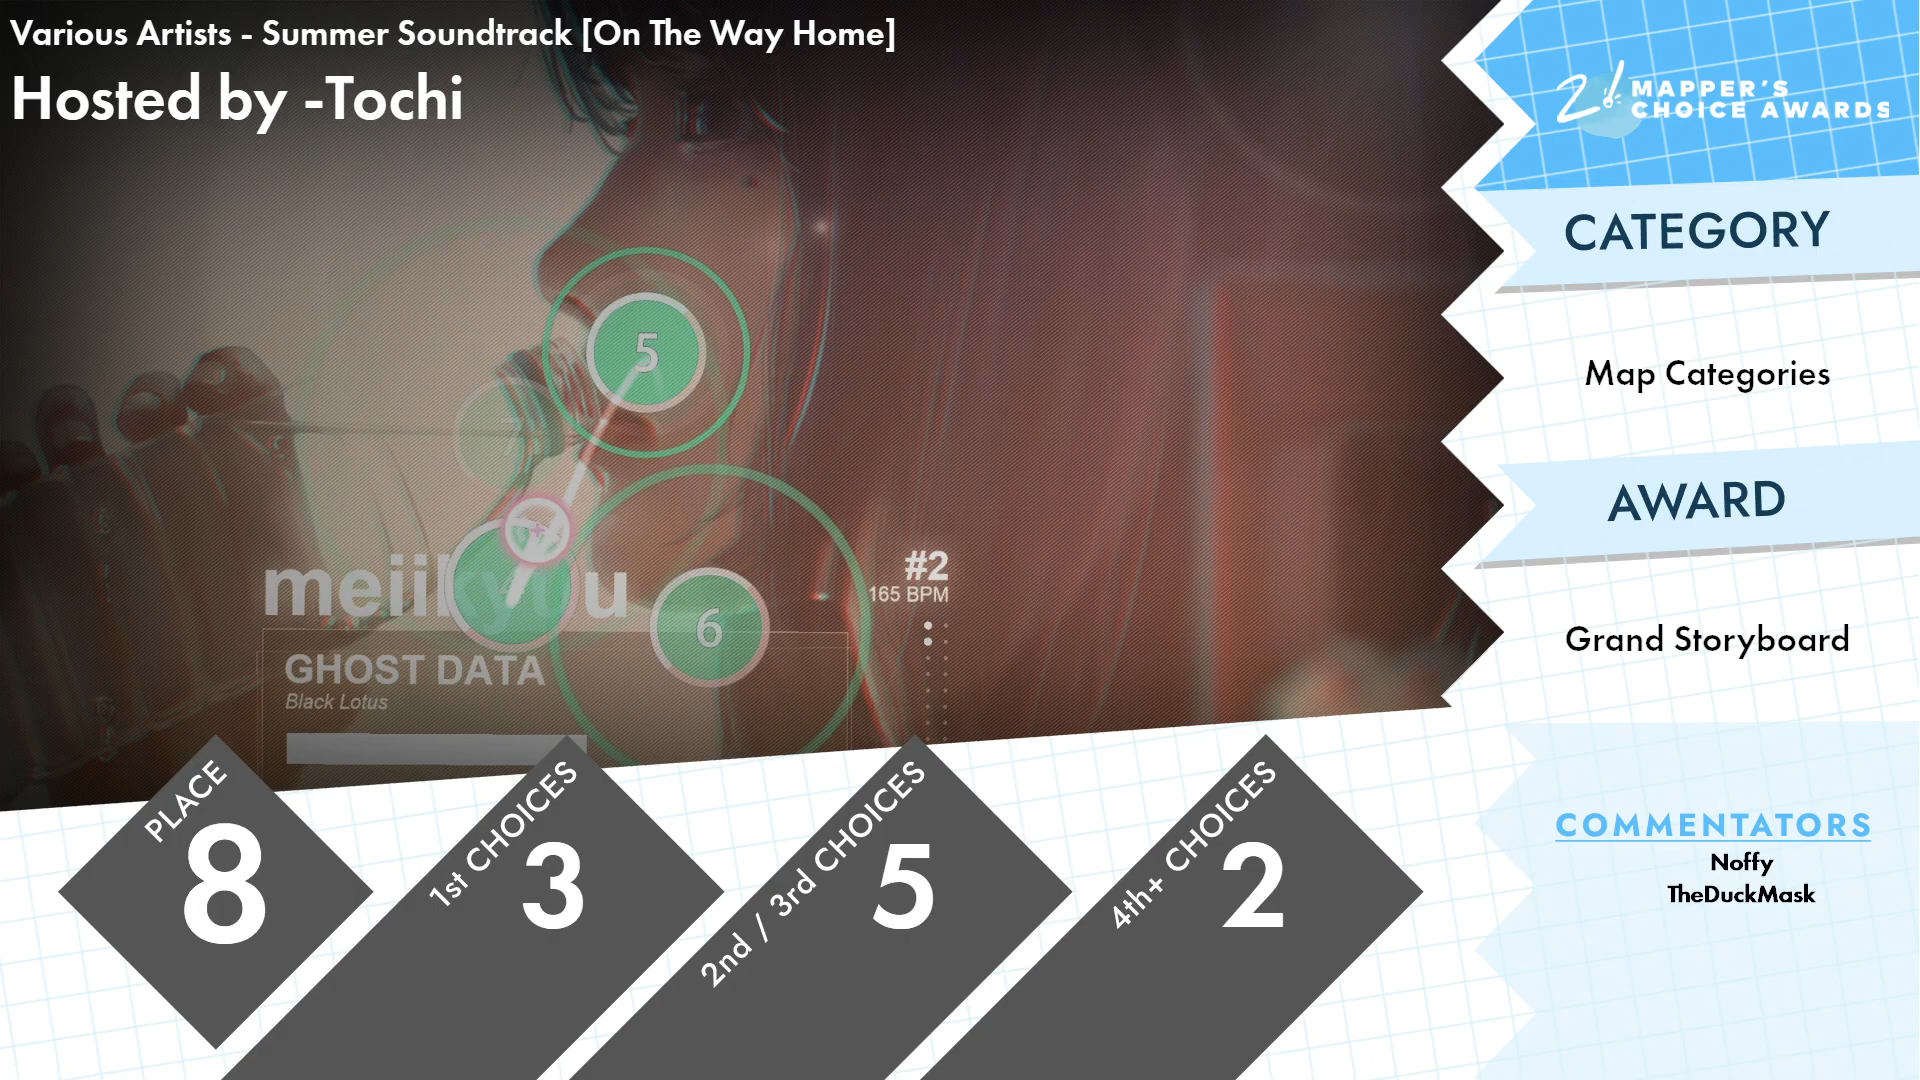 Various Artists - Summer Soundtrack [On The Way Home]
Hosted by -Tochi
2!
MAPPER'S
CHOICE AWARDS
CATEGORY
Map Categories
AWARD
Grand Storyboard
COMMENTATORS
Noffy
TheDuckMask
5
7
#2
165 BPM
meiikyuu
4
6
GHOST DATA
Black Lotus
PLACE
8
1st CHOICES
3
2nd / 3rd CHOICES
5
4th+ CHOICES
2